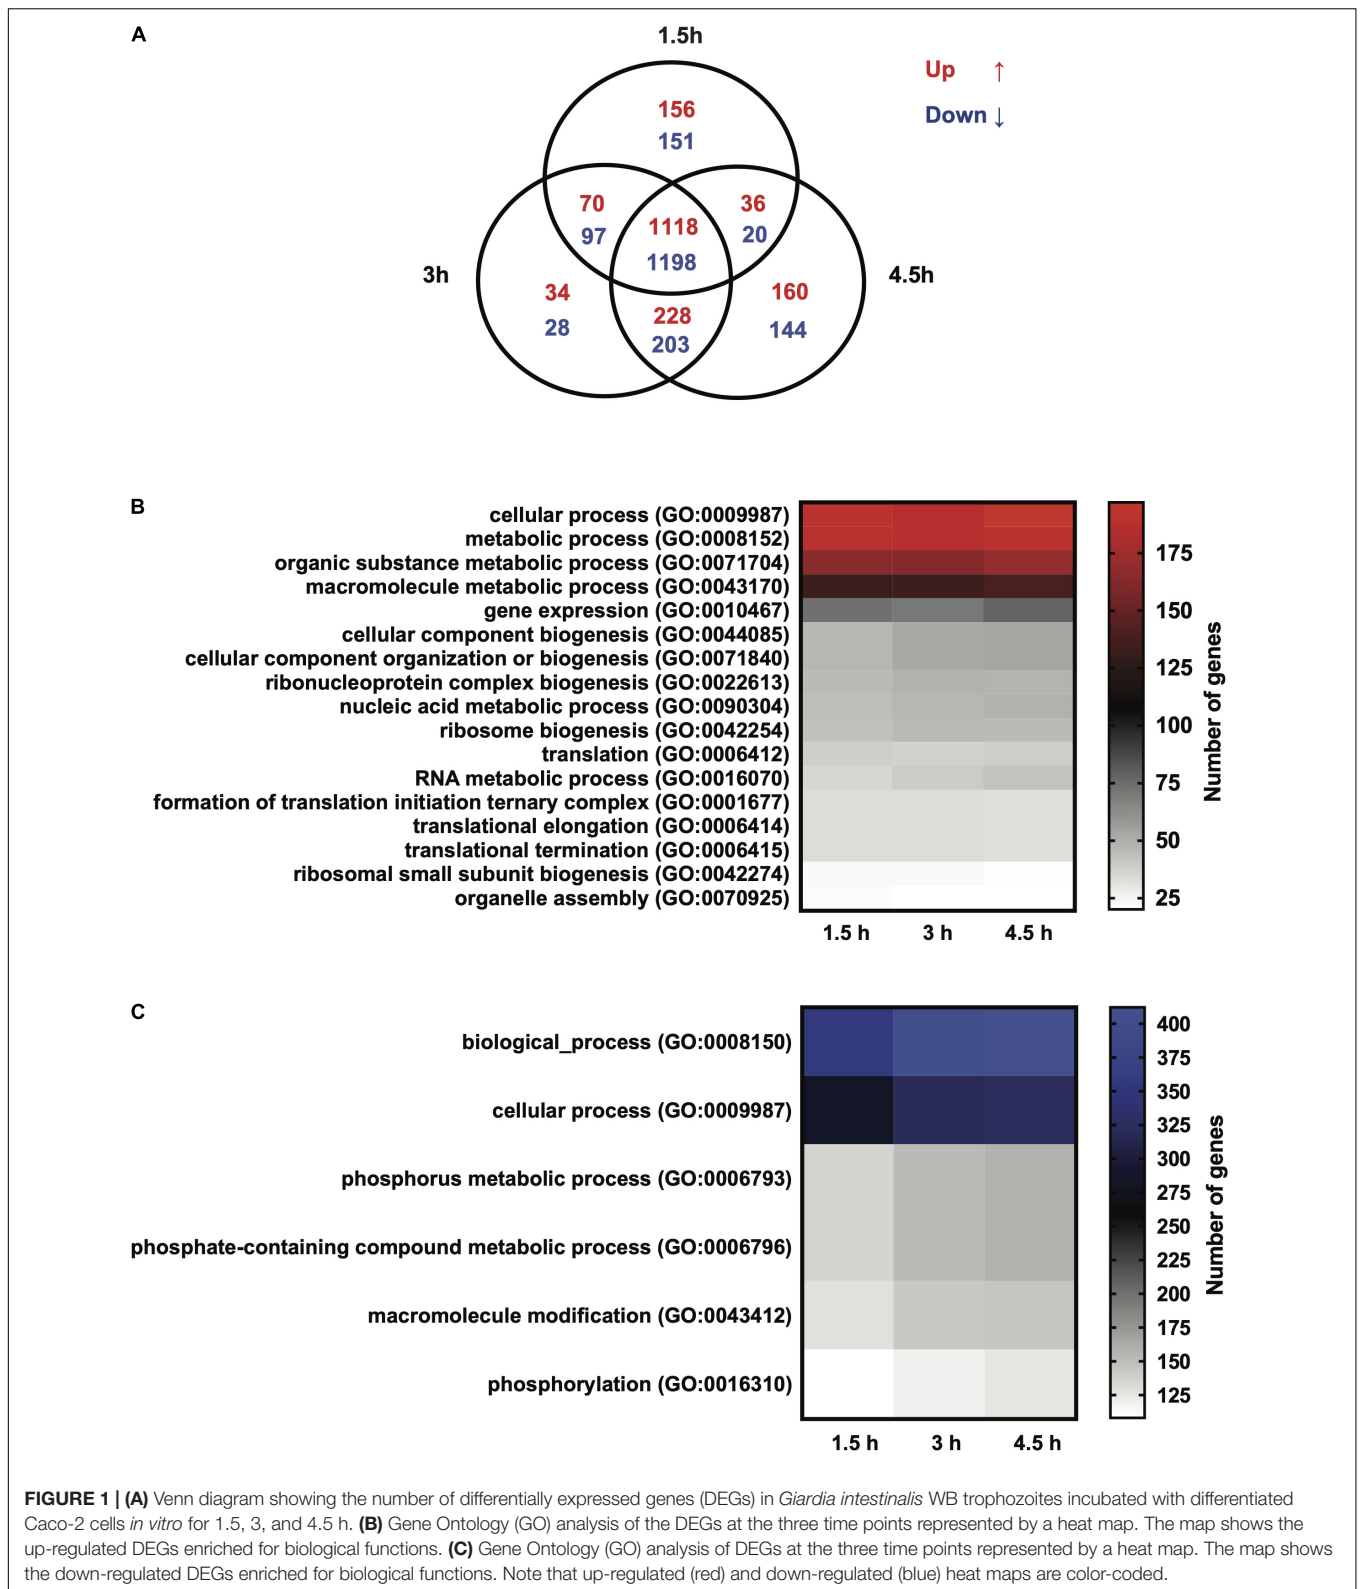 A
1.5h
Up ↑
Down ↓
156
151
70
97
1118
1198
36
20
3h
4.5h
34
28
228
203
160
144
B
cellular process (GO:0009987)
metabolic process (GO:0008152)
organic substance metabolic process (GO:0071704)
macromolecule metabolic process (GO:0043170)
gene expression (GO:0010467)
cellular component biogenesis (GO:0044085)
cellular component organization or biogenesis (GO:0071840)
ribonucleoprotein complex biogenesis (GO:0022613)
nucleic acid metabolic process (GO:0090304)
ribosome biogenesis (GO:0042254)
translation (GO:0006412)
RNA metabolic process (GO:0016070)
formation of translation initiation ternary complex (GO:0001677)
translational elongation (GO:0006414)
translational termination (GO:0006415)
ribosomal small subunit biogenesis (GO:0042274)
organelle assembly (GO:0070925)
1.5 h 3 h 4.5 h
175
150
125
100
75
50
25
Number of genes
C
biological_process (GO:0008150)
cellular process (GO:0009987)
phosphorus metabolic process (GO:0006793)
phosphate-containing compound metabolic process (GO:0006796)
macromolecule modification (GO:0043412)
phosphorylation (GO:0016310)
1.5 h 3 h 4.5 h
400
375
350
325
300
275
250
225
200
175
150
125
Number of genes
FIGURE 1 | (A) Venn diagram showing the number of differentially expressed genes (DEGs) in Giardia intestinalis WB trophozoites incubated with differentiated
Caco-2 cells in vitro for 1.5, 3, and 4.5 h. (B) Gene Ontology (GO) analysis of the DEGs at the three time points represented by a heat map. The map shows the
up-regulated DEGs enriched for biological functions. (C) Gene Ontology (GO) analysis of DEGs at the three time points represented by a heat map. The map shows
the down-regulated DEGs enriched for biological functions. Note that up-regulated (red) and down-regulated (blue) heat maps are color-coded.